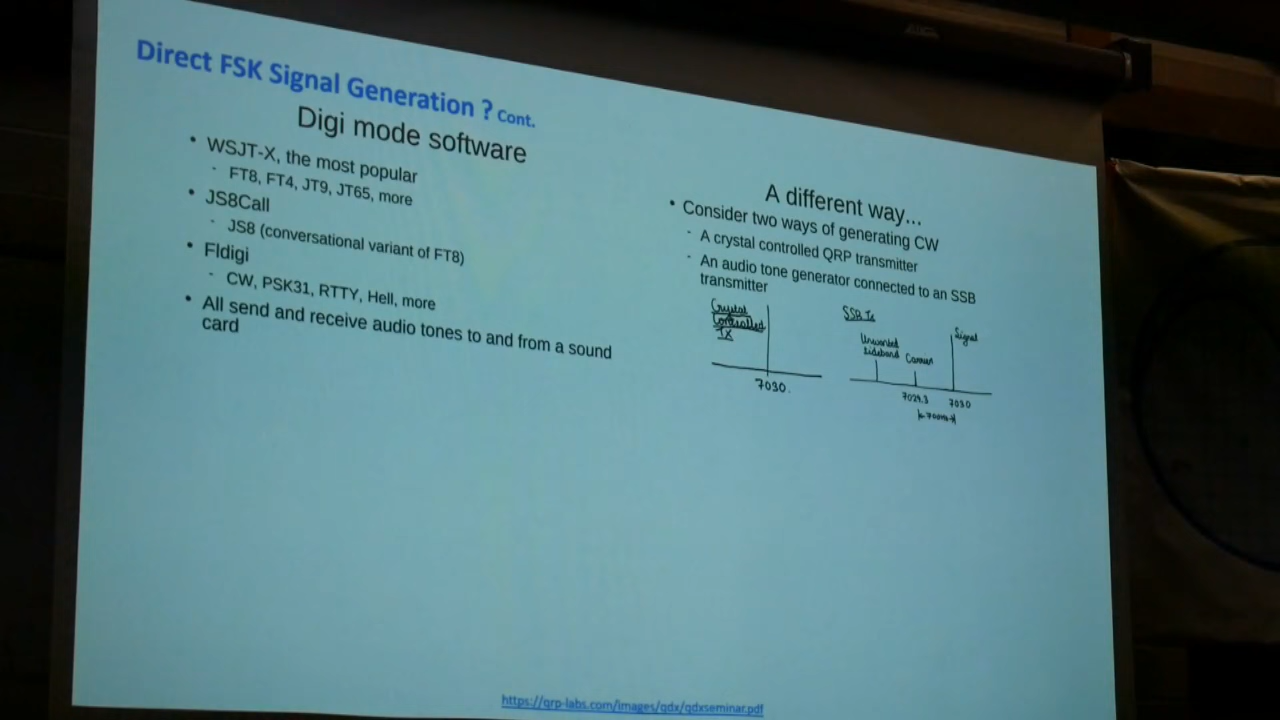 Direct FSK Signal Generation ? Cont.
Digi mode software
• WSJT-X, the most popular
- FT8, FT4, JT9, JT65, more
• JS8Call
- JS8 (conversational variant of FT8)
• Fldigi
- CW, PSK31, RTTY, Hell, more
• All send and receive audio tones to and from a sound
card
A different way...
• Consider two ways of generating CW
- A crystal controlled QRP transmitter
- An audio tone generator connected to an SSB
transmitter
Crystal
Controlled
TX
7030.
SSB Tx
Unwanted
sideband
Carrier
Signal
7029.3
7030
700Hz
https://qrp-labs.com/images/qdx/qdxseminar.pdf